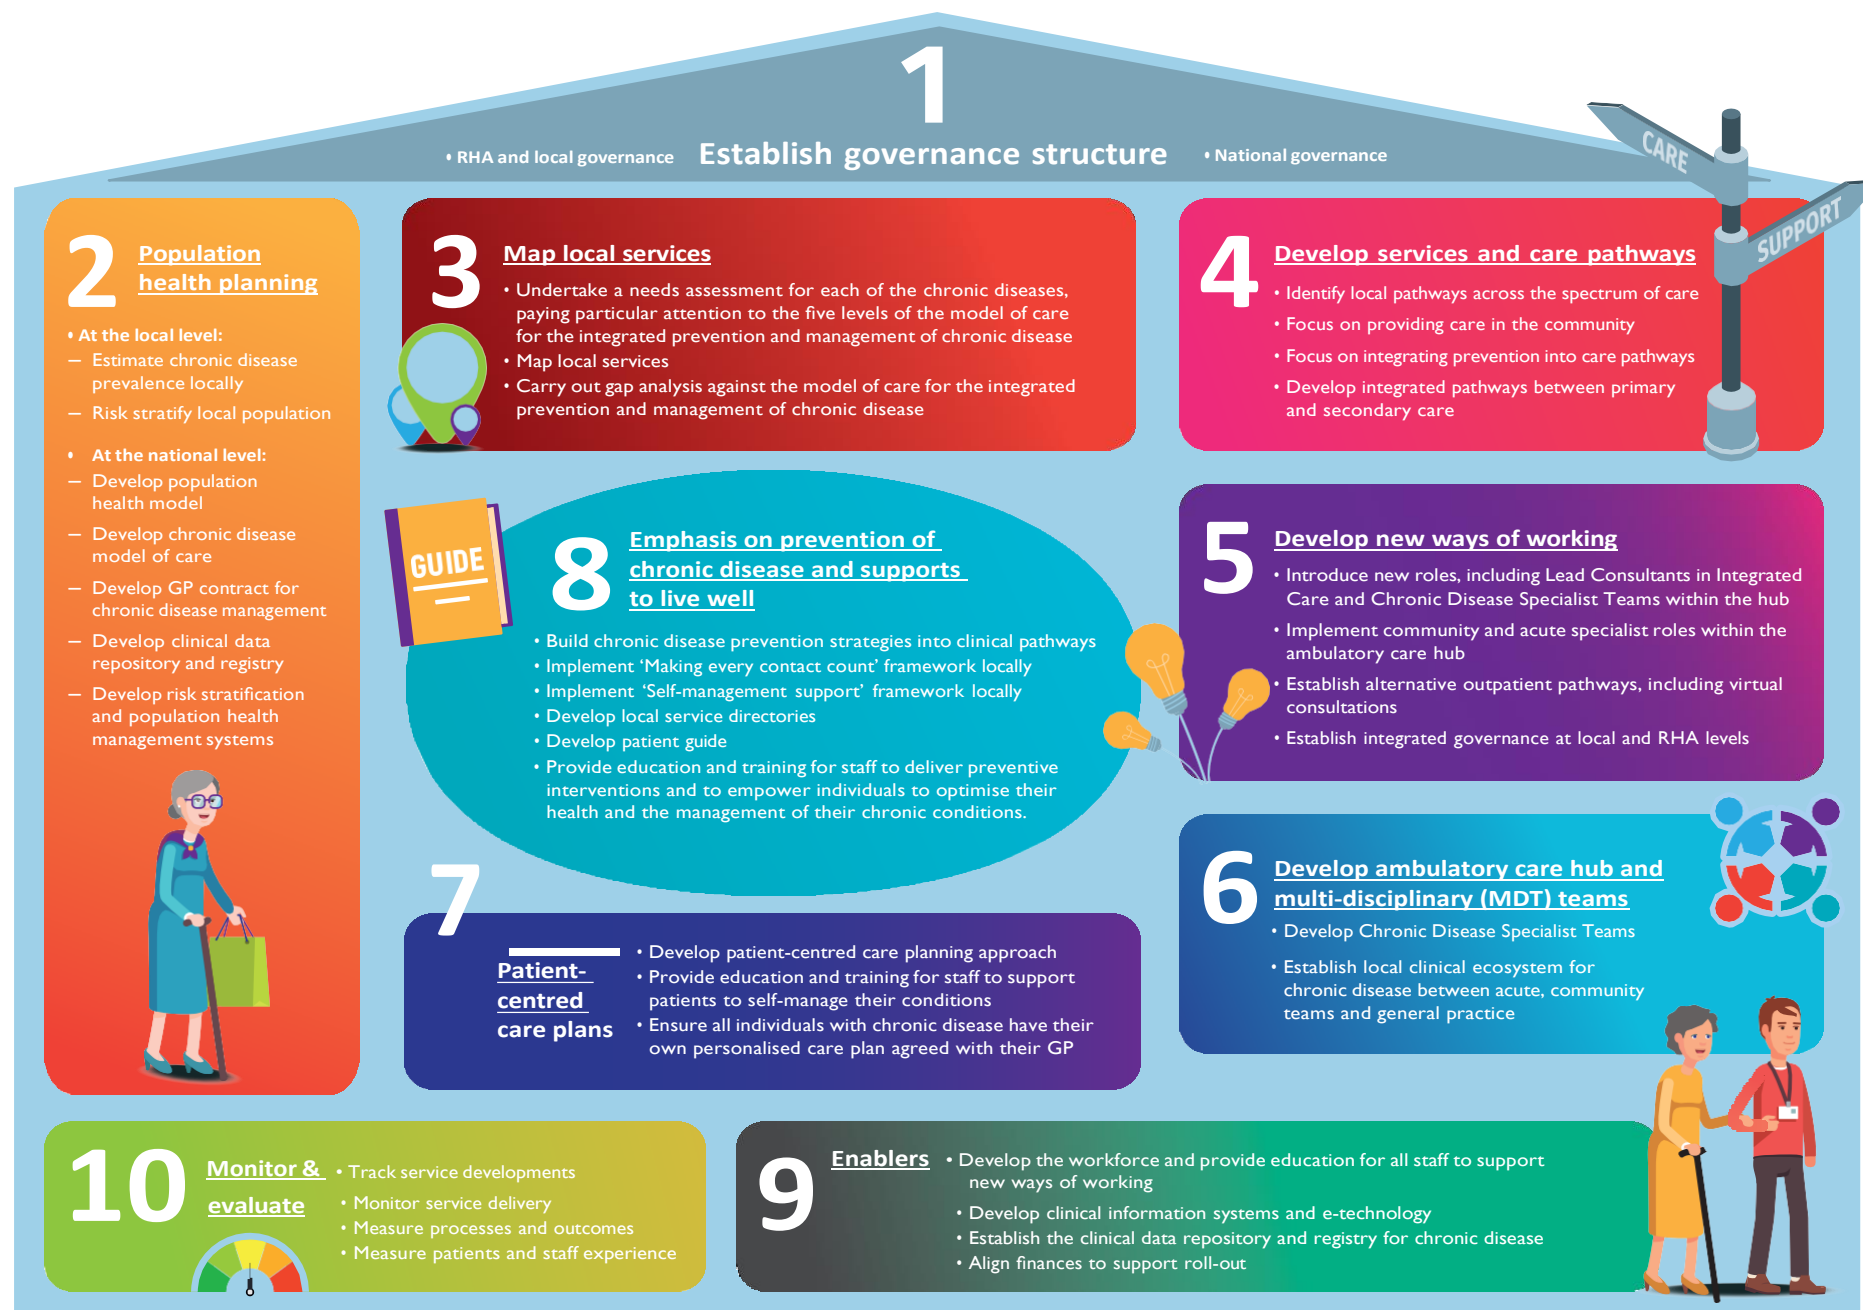 1
• RHA and local governance Establish governance structure • National governance
CARE
SUPPORT
2 Population
health planning
• At the local level:
— Estimate chronic disease
prevalence locally
— Risk stratify local population
• At the national level:
— Develop population
health model
— Develop chronic disease
model of care
— Develop GP contract for
chronic disease management
— Develop clinical data
repository and registry
— Develop risk stratification
and population health
management systems
3 Map local services
• Undertake a needs assessment for each of the chronic diseases,
paying particular attention to the five levels of the model of care
for the integrated prevention and management of chronic disease
• Map local services
• Carry out gap analysis against the model of care for the integrated
prevention and management of chronic disease
4 Develop services and care pathways
• Identify local pathways across the spectrum of care
• Focus on providing care in the community
• Focus on integrating prevention into care pathways
• Develop integrated pathways between primary
and secondary care
5 Develop new ways of working
• Introduce new roles, including Lead Consultants in Integrated
Care and Chronic Disease Specialist Teams within the hub
• Implement community and acute specialist roles within the
ambulatory care hub
• Establish alternative outpatient pathways, including virtual
consultations
• Establish integrated governance at local and RHA levels
6 Develop ambulatory care hub and
multi-disciplinary (MDT) teams
• Develop Chronic Disease Specialist Teams
• Establish local clinical ecosystem for
chronic disease between acute, community
teams and general practice
GUIDE
8 Emphasis on prevention of
chronic disease and supports
to live well
• Build chronic disease prevention strategies into clinical pathways
• Implement ‘Making every contact count’ framework locally
• Implement ‘Self-management support’ framework locally
• Develop local service directories
• Develop patient guide
• Provide education and training for staff to deliver preventive
interventions and to empower individuals to optimise their
health and the management of their chronic conditions.
7
Patient-
centred
care plans
• Develop patient-centred care planning approach
• Provide education and training for staff to support
patients to self-manage their conditions
• Ensure all individuals with chronic disease have their
own personalised care plan agreed with their GP
10 Monitor &
evaluate
• Track service developments
• Monitor service delivery
• Measure processes and outcomes
• Measure patients and staff experience
9 Enablers
• Develop the workforce and provide education for all staff to support
new ways of working
• Develop clinical information systems and e-technology
• Establish the clinical data repository and registry for chronic disease
• Align finances to support roll-out